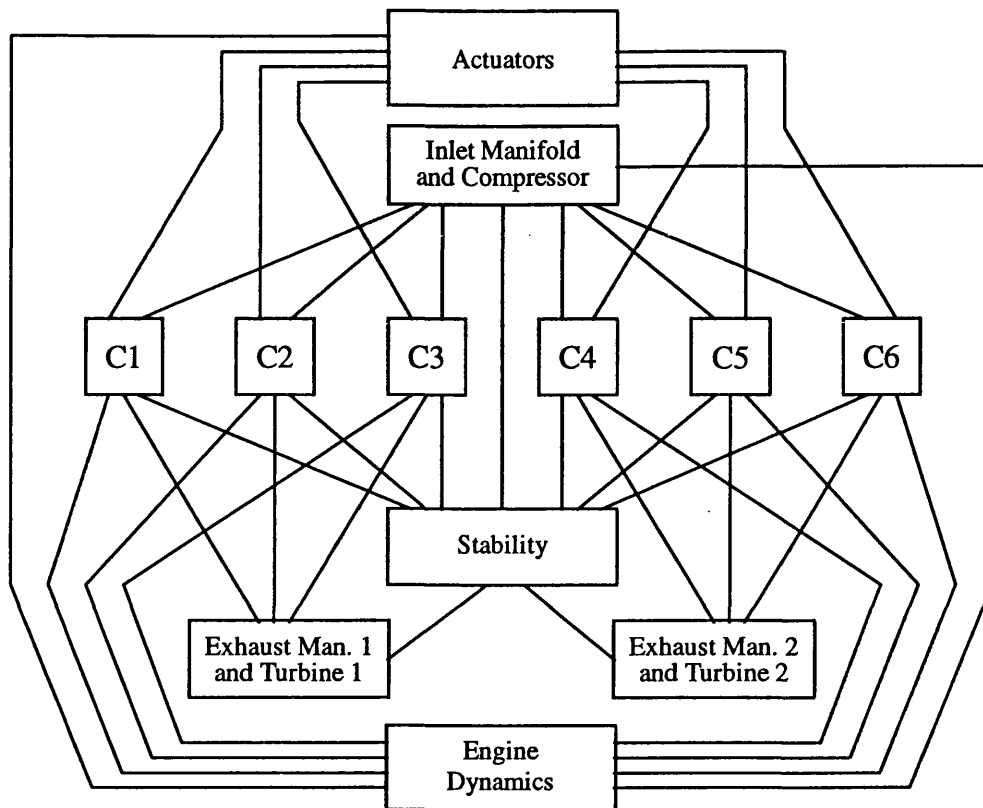 Actuators
Inlet Manifold
and Compressor
C1
C2
C3
C4
C5
C6
Stability
Exhaust Man. 1
and Turbine 1
Exhaust Man. 2
and Turbine 2
Engine
Dynamics